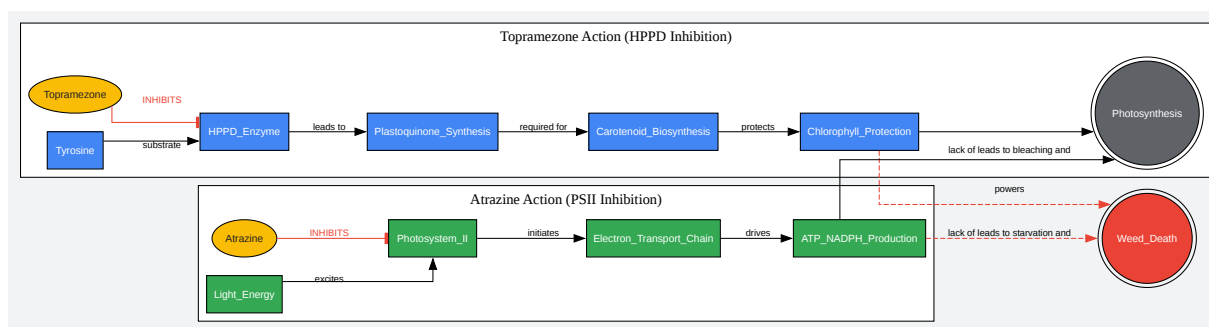 Topramezone Action (HPPD Inhibition)
Topramezone
INHIBITS
Tyrosine
substrate
HPPD_Enzyme
leads to
Plastoquinone_Synthesis
required for
Carotenoid_Biosynthesis
protects
Chlorophyll_Protection
Photosynthesis
lack of leads to bleaching and
powers
Atrazine Action (PSII Inhibition)
Atrazine
INHIBITS
Light_Energy
excites
Photosystem_II
initiates
Electron_Transport_Chain
drives
ATP_NADPH_Production
lack of leads to starvation and
Weed_Death